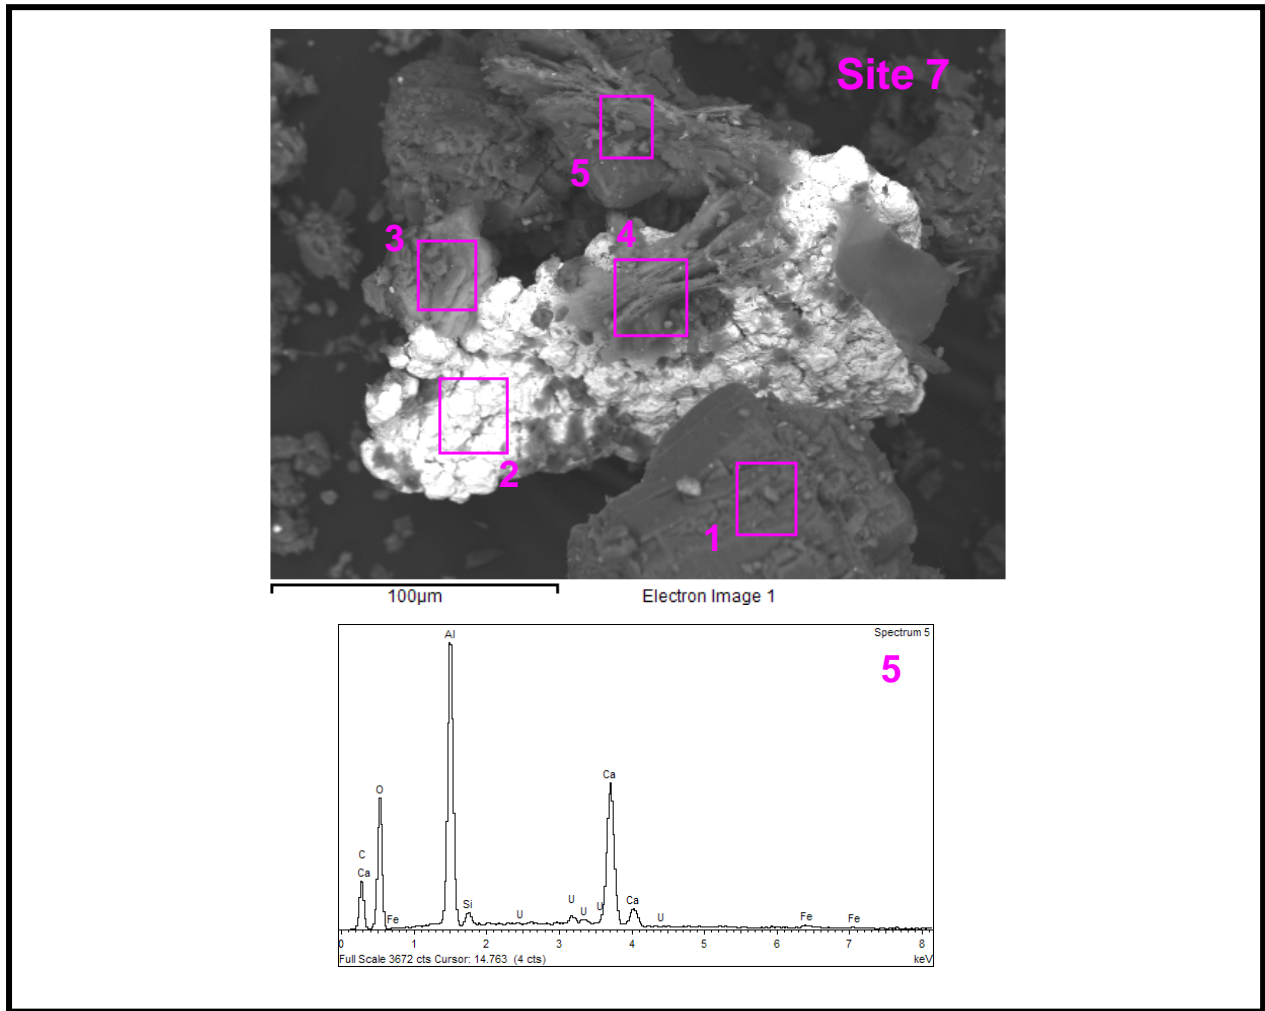 Site 7
5
3
4
2
1
100µm
Electron Image 1
Spectrum 5
5
Al
Ca
O
C
Ca
Fe
Si
U
U
U
U
Ca
U
Fe
Fe
0 1 2 3 4 5 6 7 8
Full Scale 3672 cts Cursor: 14.763 (4 cts)
keV